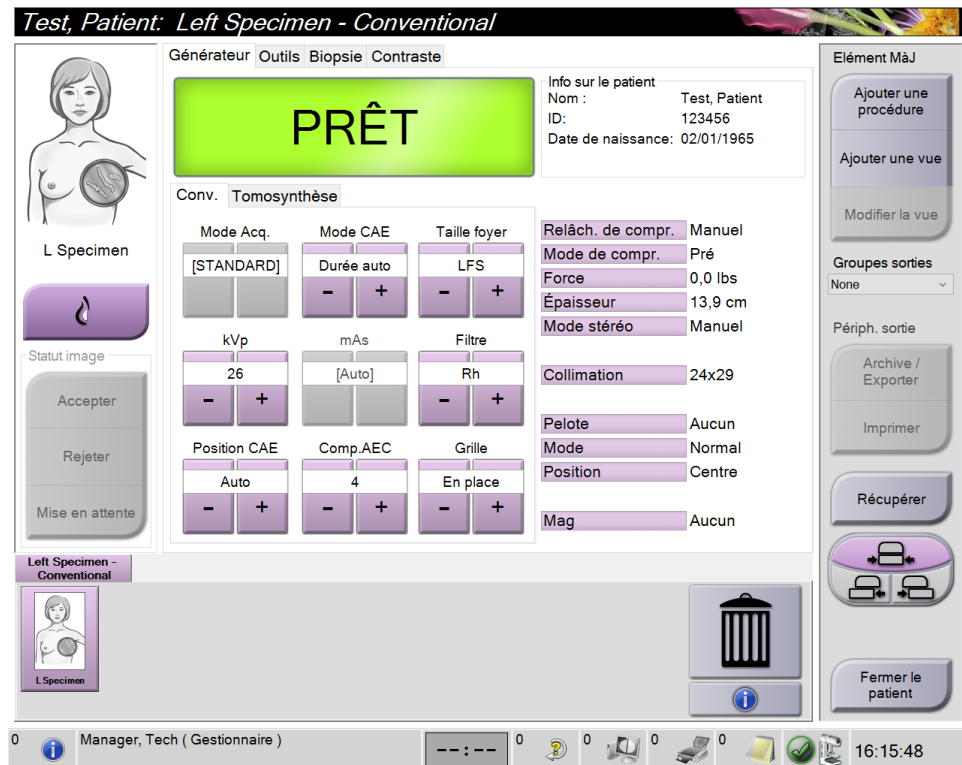 Test, Patient: Left Specimen - Conventional
L Specimen
Statut image
Accepter
Rejeter
Mise en attente
Générateur Outils Biopsie Contraste
PRÊT
Info sur le patient
Nom : Test, Patient
ID: 123456
Date de naissance: 02/01/1965
Conv. Tomosynthèse
Mode Acq. Mode CAE Taille foyer
[STANDARD] Durée auto LFS
- + - +
kVp mAs Filtre
26 [Auto] Rh
- + - +
Position CAE Comp.AEC Grille
Auto 4 En place
- + - + - +
Relâch. de compr. Manuel
Mode de compr. Pré
Force 0,0 lbs
Épaisseur 13,9 cm
Mode stéréo Manuel
Collimation 24x29
Pelote Aucun
Mode Normal
Position Centre
Mag Aucun
Elément MàJ
Ajouter une
procédure
Ajouter une vue
Modifier la vue
Groupes sorties
None
Périph. sortie
Archive /
Exporter
Imprimer
Récupérer
Fermer le
patient
Left Specimen -
Conventional
L Specimen
0 Manager, Tech ( Gestionnaire ) --:-- 0 0 0 0 16:15:48